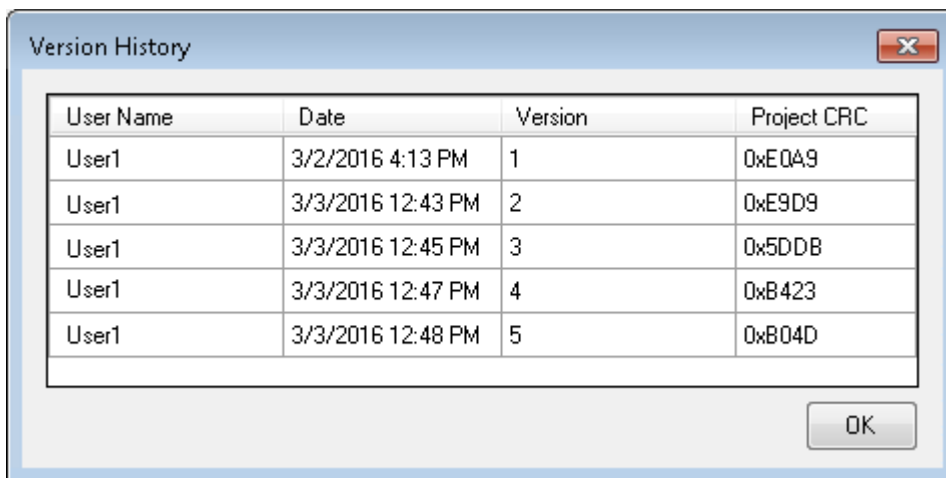 Version History
User Name Date Version Project CRC
User1 3/2/2016 4:13 PM 1 0xE0A9
User1 3/3/2016 12:43 PM 2 0xE9D9
User1 3/3/2016 12:45 PM 3 0x5DDB
User1 3/3/2016 12:47 PM 4 0xB423
User1 3/3/2016 12:48 PM 5 0xB04D
OK